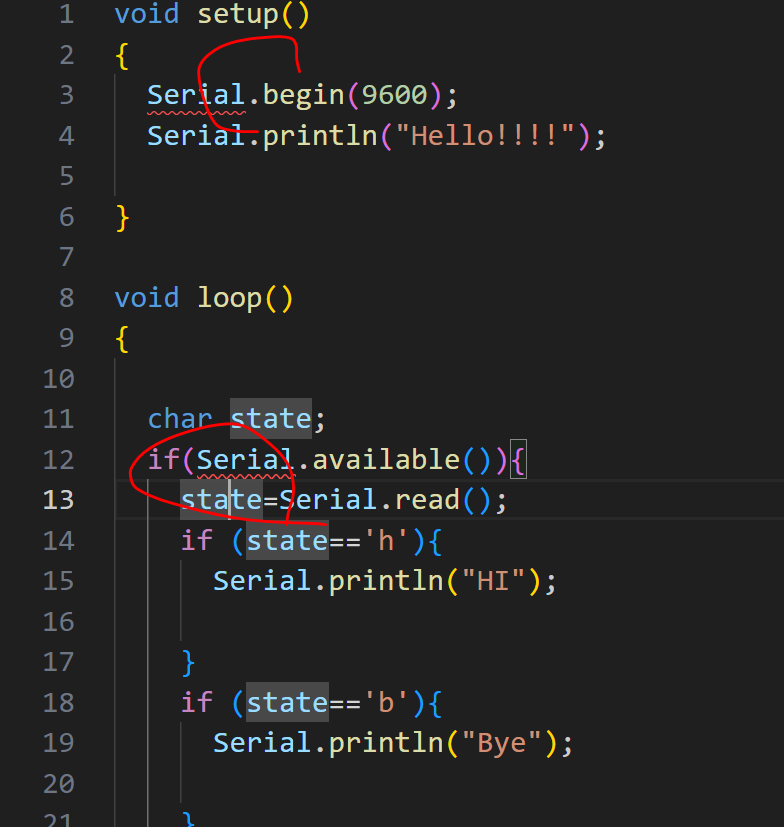 1 void setup()
2 {
3 Serial.begin(9600);
4 Serial.println("Hello!!!!");
5
6 }
7
8 void loop()
9 {
10
11 char state;
12 if(Serial.available()){
13 state=Serial.read();
14 if (state=='h'){
15 Serial.println("HI");
16
17 }
18 if (state=='b'){
19 Serial.println("Bye");
20
21 }